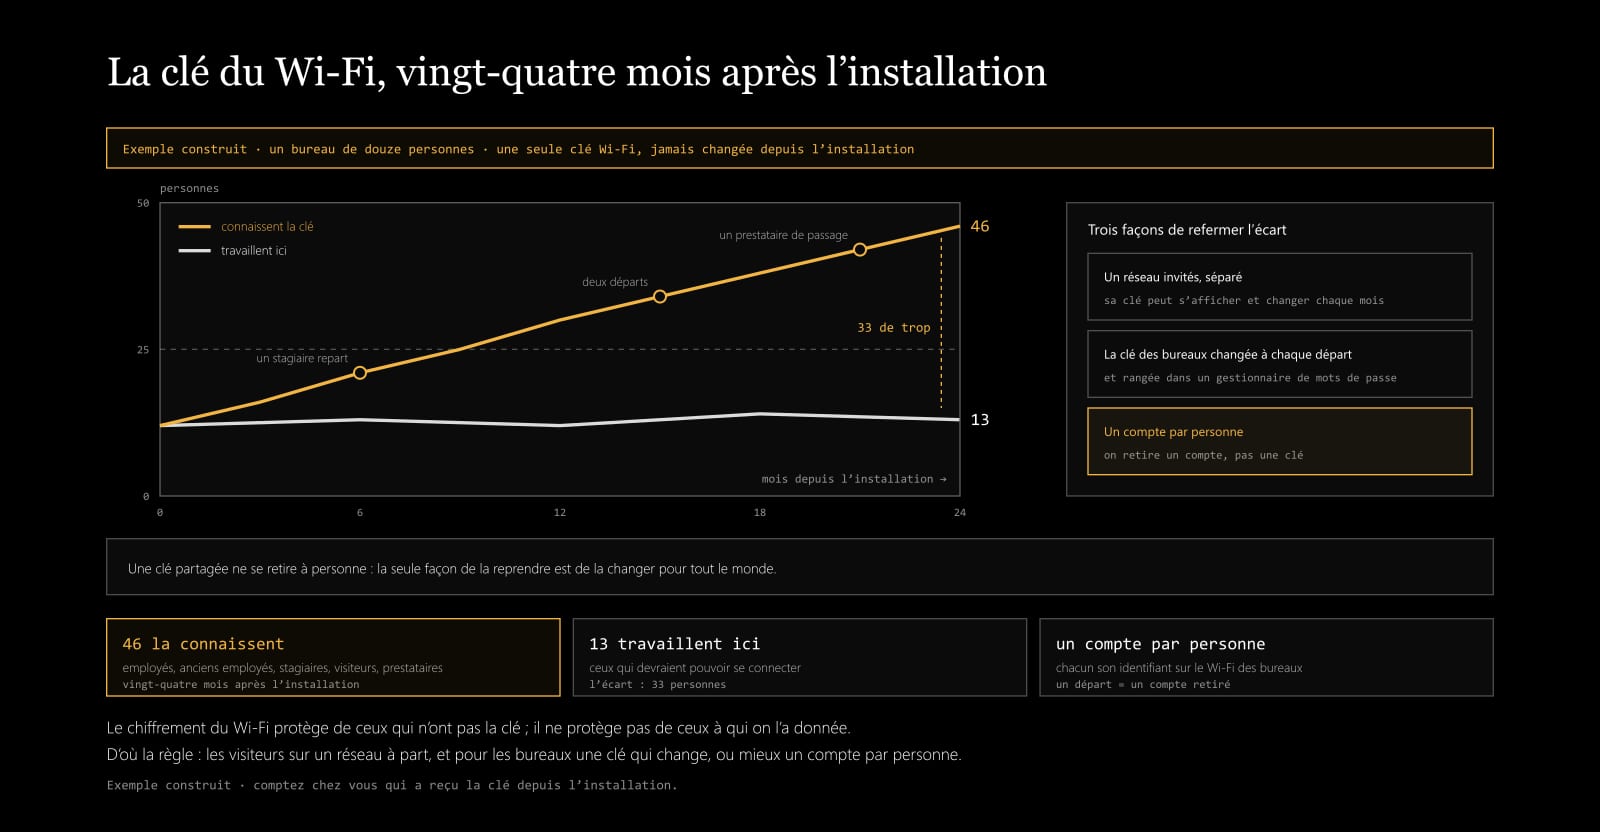 La clé du Wi-Fi, vingt-quatre mois après l’installation
Exemple construit · un bureau de douze personnes · une seule clé Wi-Fi, jamais changée depuis l’installation
personnes
50
25
0
connaissent la clé
travaillent ici
un stagiaire repart
deux départs
un prestataire de passage
46
33 de trop
13
mois depuis l’installation →
0
6
12
18
24
Trois façons de refermer l’écart
Un réseau invités, séparé
sa clé peut s’afficher et changer chaque mois
La clé des bureaux changée à chaque départ
et rangée dans un gestionnaire de mots de passe
Un compte par personne
on retire un compte, pas une clé
Une clé partagée ne se retire à personne : la seule façon de la reprendre est de la changer pour tout le monde.
46 la connaissent
employés, anciens employés, stagiaires, visiteurs, prestataires
vingt-quatre mois après l’installation
13 travaillent ici
ceux qui devraient pouvoir se connecter
l’écart : 33 personnes
un compte par personne
chacun son identifiant sur le Wi-Fi des bureaux
un départ = un compte retiré
Le chiffrement du Wi-Fi protège de ceux qui n’ont pas la clé ; il ne protège pas de ceux à qui on l’a donnée.
D’où la règle : les visiteurs sur un réseau à part, et pour les bureaux une clé qui change, ou mieux un compte par personne.
Exemple construit · comptez chez vous qui a reçu la clé depuis l’installation.